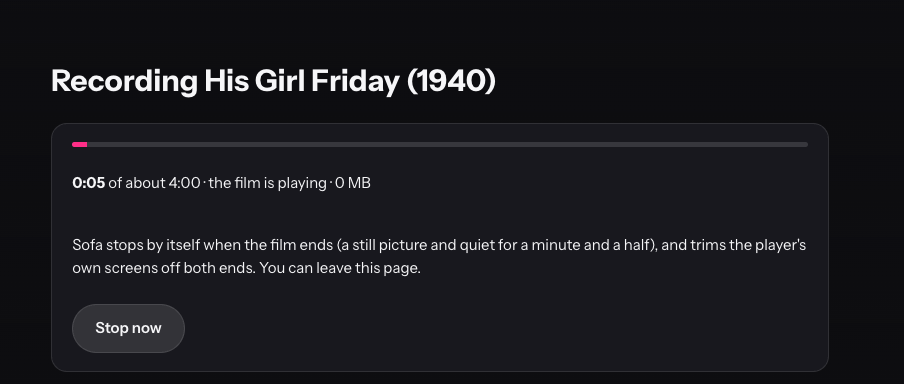 Recording His Girl Friday (1940)
0:05 of about 4:00 · the film is playing · 0 MB
Sofa stops by itself when the film ends (a still picture and quiet for a minute and a half), and trims the player's
own screens off both ends. You can leave this page.
Stop now